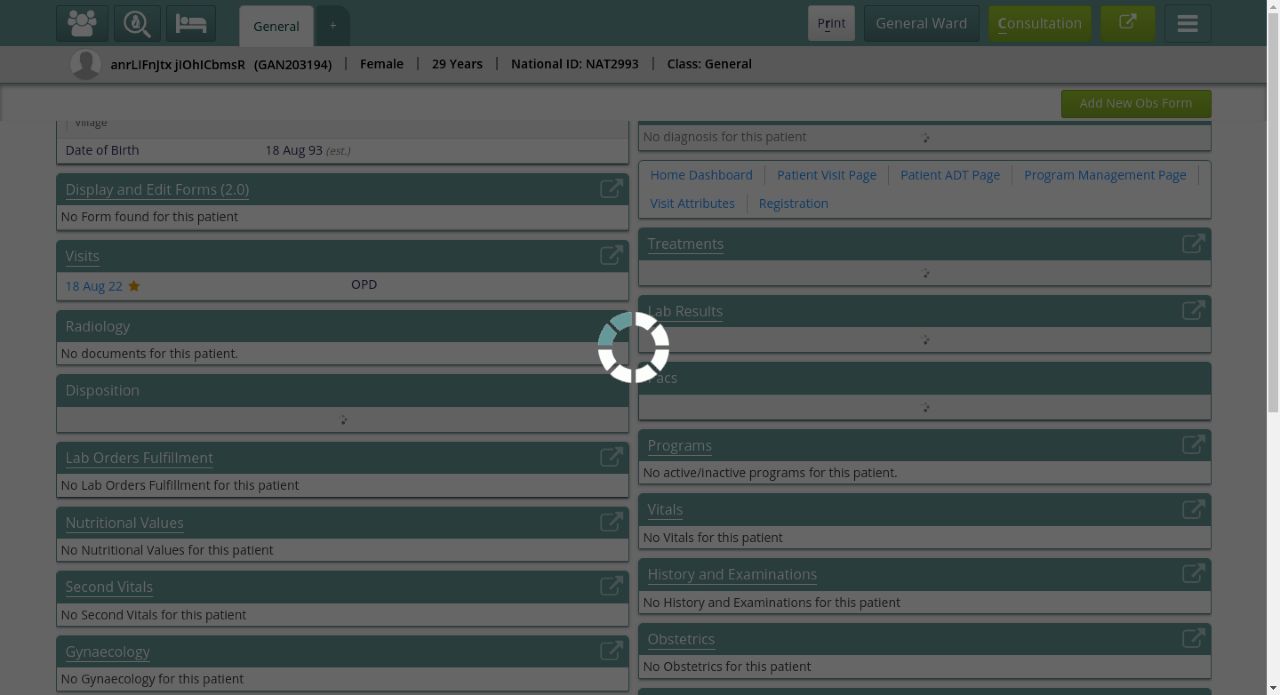 General
+
Print
General Ward
Consultation
anrLIFnJtx jIOhICbmsR (GAN203194) | Female | 29 Years | National ID: NAT2993 | Class: General
Add New Obs Form
Village
Date of Birth 18 Aug 93 (est.)
Display and Edit Forms (2.0)
No Form found for this patient
Visits
18 Aug 22 OPD
Radiology
No documents for this patient.
Disposition
Lab Orders Fulfillment
No Lab Orders Fulfillment for this patient
Nutritional Values
No Nutritional Values for this patient
Second Vitals
No Second Vitals for this patient
Gynaecology
No Gynaecology for this patient
No diagnosis for this patient
Home Dashboard | Patient Visit Page | Patient ADT Page | Program Management Page |
Visit Attributes | Registration
Treatments
Lab Results
Pacs
Programs
No active/inactive programs for this patient.
Vitals
No Vitals for this patient
History and Examinations
No History and Examinations for this patient
Obstetrics
No Obstetrics for this patient